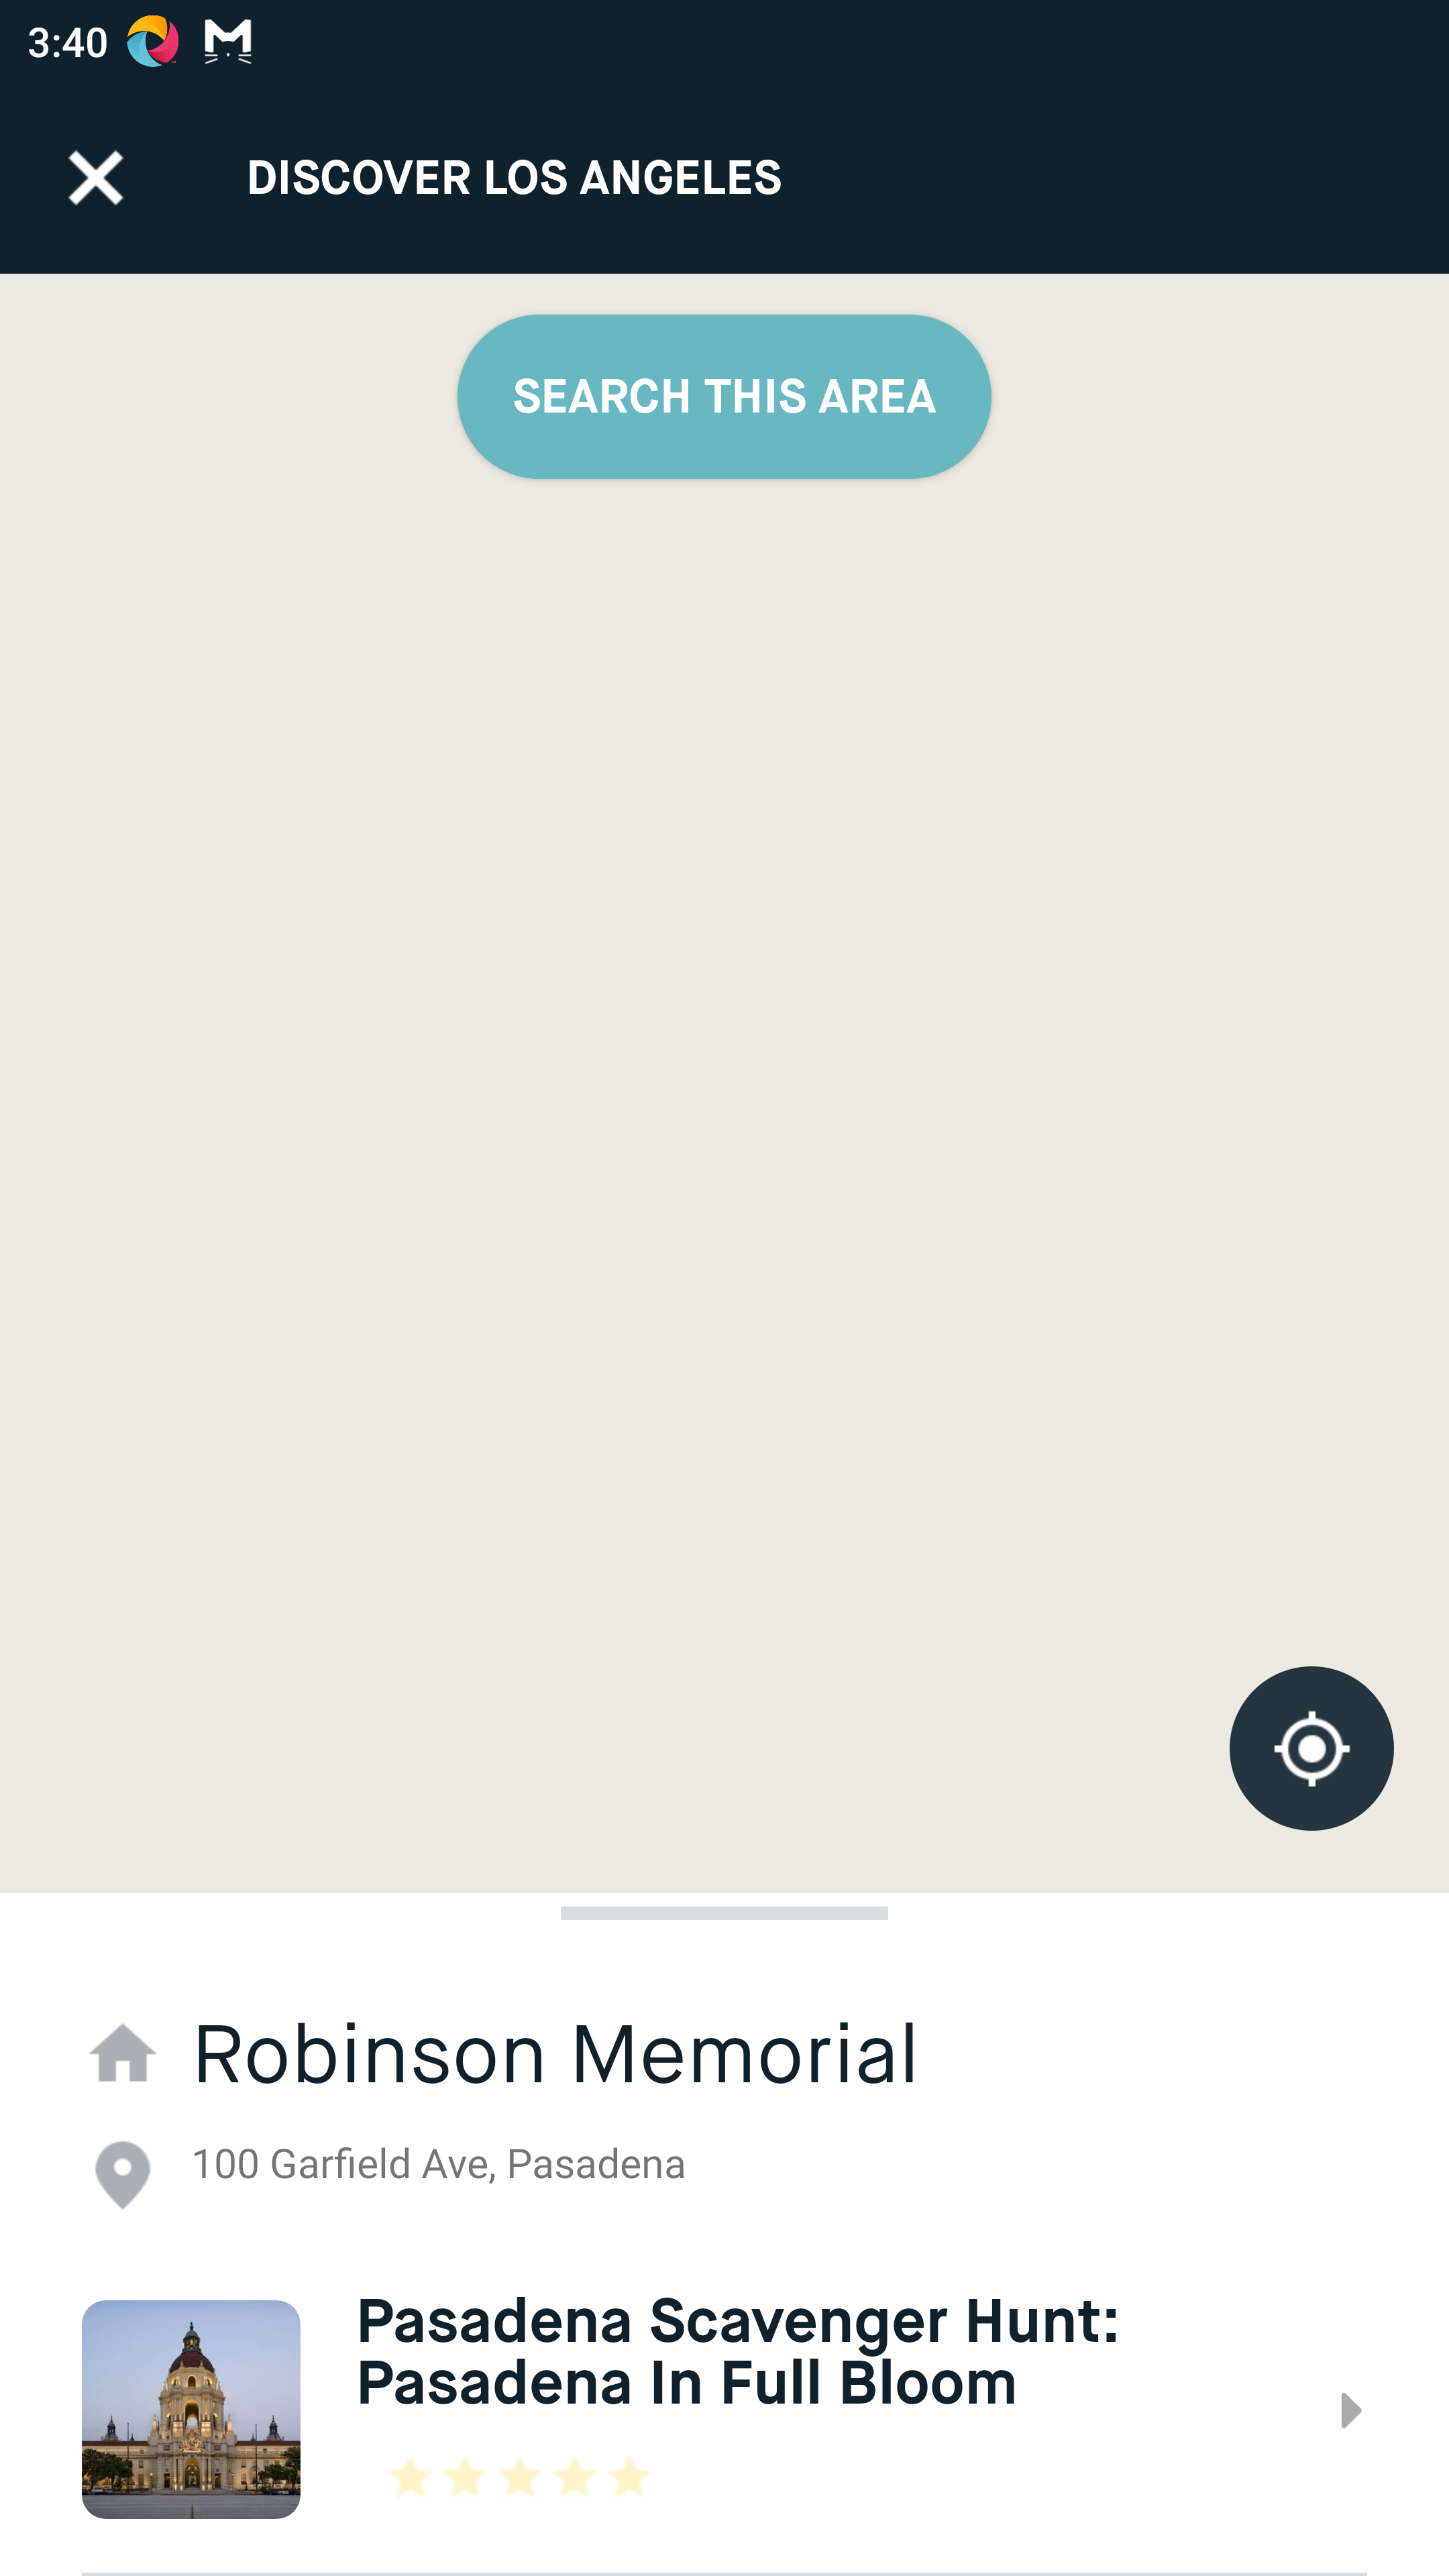 3:40
DISCOVER LOS ANGELES
SEARCH THIS AREA
Robinson Memorial
100 Garfield Ave, Pasadena
Pasadena Scavenger Hunt:
Pasadena In Full Bloom